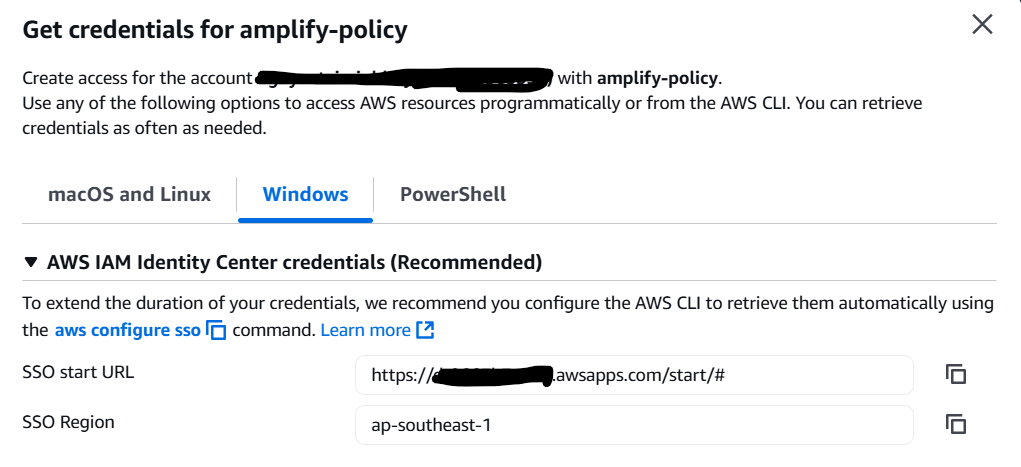 Get credentials for amplify-policy
Create access for the account with amplify-policy.
Use any of the following options to access AWS resources programmatically or from the AWS CLI. You can retrieve
credentials as often as needed.
macOS and Linux Windows PowerShell
▼ AWS IAM Identity Center credentials (Recommended)
To extend the duration of your credentials, we recommend you configure the AWS CLI to retrieve them automatically using
the aws configure sso command. Learn more
SSO start URL https:// .awsapps.com/start/#
SSO Region ap-southeast-1